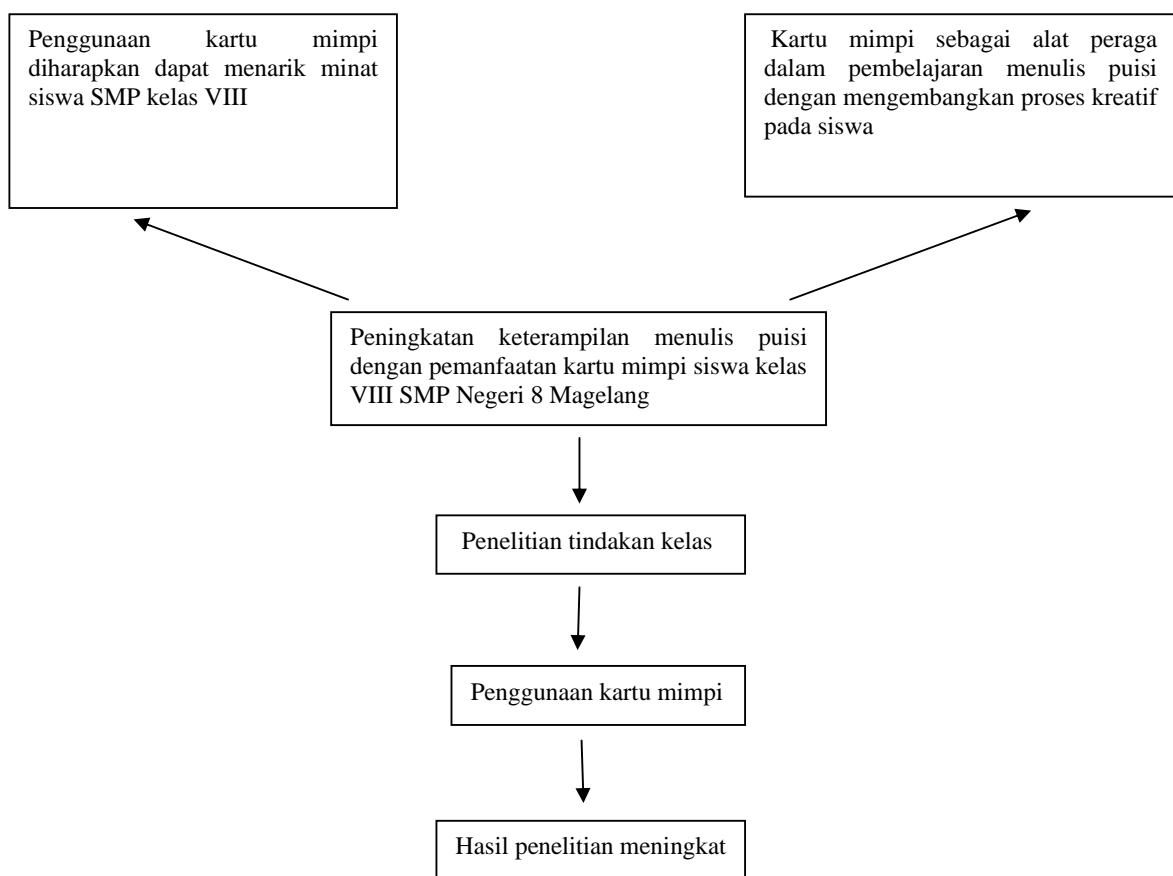 Penggunaan kartu mimpi
diharapkan dapat menarik minat
siswa SMP kelas VIII
Kartu mimpi sebagai alat peraga
dalam pembelajaran menulis puisi
dengan mengembangkan proses kreatif
pada siswa
Peningkatan keterampilan menulis puisi
dengan pemanfaatan kartu mimpi siswa kelas
VIII SMP Negeri 8 Magelang
Penelitian tindakan kelas
Penggunaan kartu mimpi
Hasil penelitian meningkat